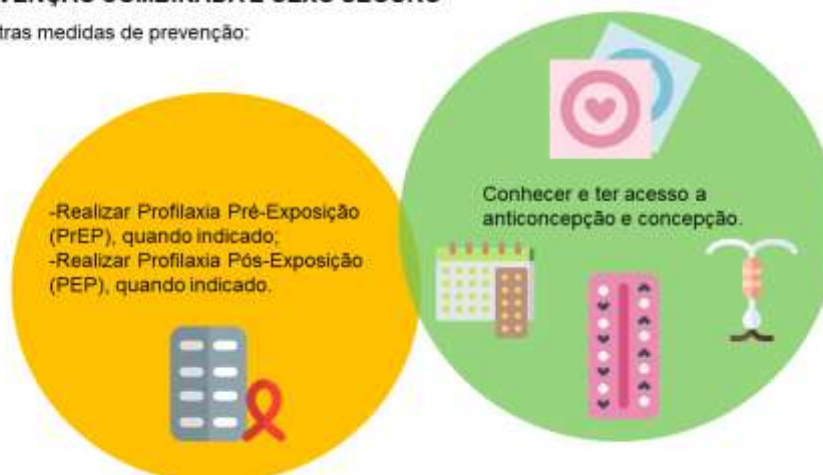 tras medidas de prevenção:
-Realizar Profilaxia Pré-Exposição
(PrEP), quando indicado;
-Realizar Profilaxia Pós-Exposição
(PEP), quando indicado.
Conhecer e ter acesso a
anticoncepção e concepção.